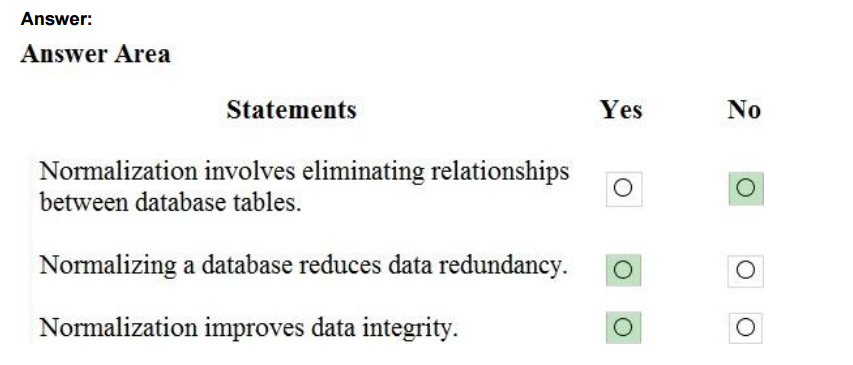 Answer:
Answer Area
Statements Yes No
Normalization involves eliminating relationships
between database tables.
Normalizing a database reduces data redundancy.
Normalization improves data integrity.